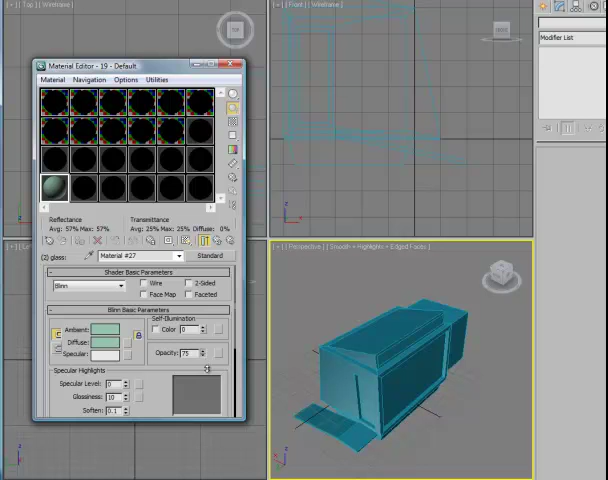 [+] Top | Wireframe ]
[+] Front | Wireframe ]
TOP
Modifier List
Material Editor - 19 - Default
Material Navigation Options Utilities
Reflectance
Avg: 57% Max: 57%
Transmittance
Avg: 25% Max: 25% Diffuse: 0%
(2) glass: Material #27 Standard
Shader Basic Parameters
Blinn
Wire 2-Sided
Face Map Faceted
Blinn Basic Parameters
Self-Illumination
Ambient:
Color 0
Diffuse:
Specular:
Opacity: 75
Specular Highlights
Specular Level: 0
Glossiness: 10
Soften: 0.1
[+] Perspective | Smooth + Highlights + Edged Faces ]